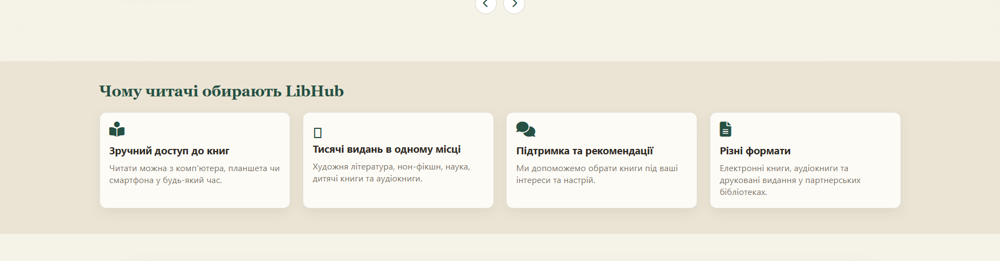 Чому читачі обирають LibHub
Зручний доступ до книг
Читати можна з комп'ютера, планшета чи
смартфона у будь-який час.
Тисячі видань в одному місці
Художня література, нон-фікшн, наука,
дитячі книги та аудіокниги.
Підтримка та рекомендації
Ми допоможемо обрати книги під ваші
інтереси та настрій.
Різні формати
Електронні книги, аудіокниги та
друковані видання у партнерських
бібліотеках.